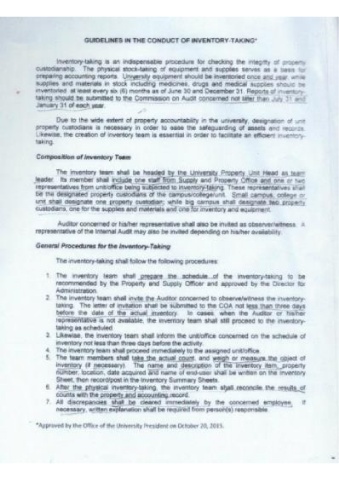 GUIDELINES IN THE CONDUCT OF INVENTORY-TAKING*
Inventory-taking is an indispensable procedure for checking the integrity of property
custodianship. The physical stock-taking of equipment and supplies serves as a basis for
preparing accounting reports. University equipment should be inventoried once and year, while
supplies and materials in stock including medicines, drugs and medical supplies should be
inventoried at least every six (6) months as of June 30 and December 31. Reports of inventory-
taking should be submitted to the Commission on Audit concerned not later than July 31 and
January 31 of each year.
Due to the wide extent of property accountability in the university, designation of unit
property custodians is necessary in order to ease the safeguarding of assets and records.
Likewise, the creation of inventory team is essential in order to facilitate an efficient inventory-
taking.
Composition of Inventory Team
The inventory team shall be headed by the University Property Unit Head as team
leader. Its member shall include one staff from Supply and Property Office and one or two
representatives from unit/office being subjected to inventory-taking. These representatives shall
be the designated property custodians of the campus/college/unit. Small campus, college or
unit shall designate one property custodian; while big campus shall designate two property
custodians, one for the supplies and materials and one for inventory and equipment.
Auditor concerned or his/her representative shall also be invited as observer/witness. A
representative of the Internal Audit may also be invited depending on his/her availability.
General Procedures for the Inventory-Taking
The inventory-taking shall follow the following procedures:
1. The inventory team shall prepare the schedule of the inventory-taking to be
recommended by the Property and Supply Officer and approved by the Director for
Administration.
2. The inventory team shall invite the Auditor concerned to observe/witness the inventory-
taking. The letter of invitation shall be submitted to the COA not less than three days
before the date of the actual inventory. In cases, when the Auditor or his/her
representative is not available, the inventory team shall still proceed to the inventory-
taking as scheduled.
3. Likewise, the inventory team shall inform the unit/office concerned on the schedule of
inventory not less than three days before the activity.
4. The inventory team shall proceed immediately to the assigned unit/office.
5. The team members shall take the actual count, and weigh or measure the object of
inventory (if necessary). The name and description of the inventory item, property
number, location, date acquired and name of end-user shall be written on the Inventory
Sheet, then record/post in the Inventory Summary Sheets.
6. After the physical inventory-taking, the inventory team shall reconcile the results of
counts with the property and accounting record.
7. All discrepancies shall be cleared immediately by the concerned employee. If
necessary, written explanation shall be required from person(s) responsible.
*Approved by the Office of the University President on October 20, 2015.